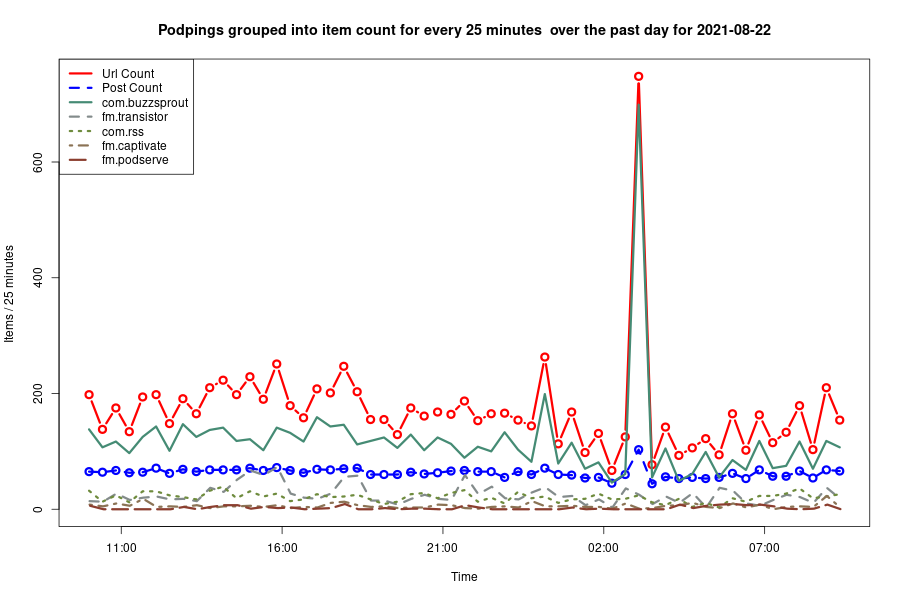 Podpings grouped into item count for every 25 minutes  over the past day for 2021-08-22
Url Count
Post Count
com.buzzsprout
fm.transistor
com.rss
fm.captivate
fm.podserve
Items / 25 minutes
600
400
200
0
11:00 16:00 21:00 02:00 07:00
Time